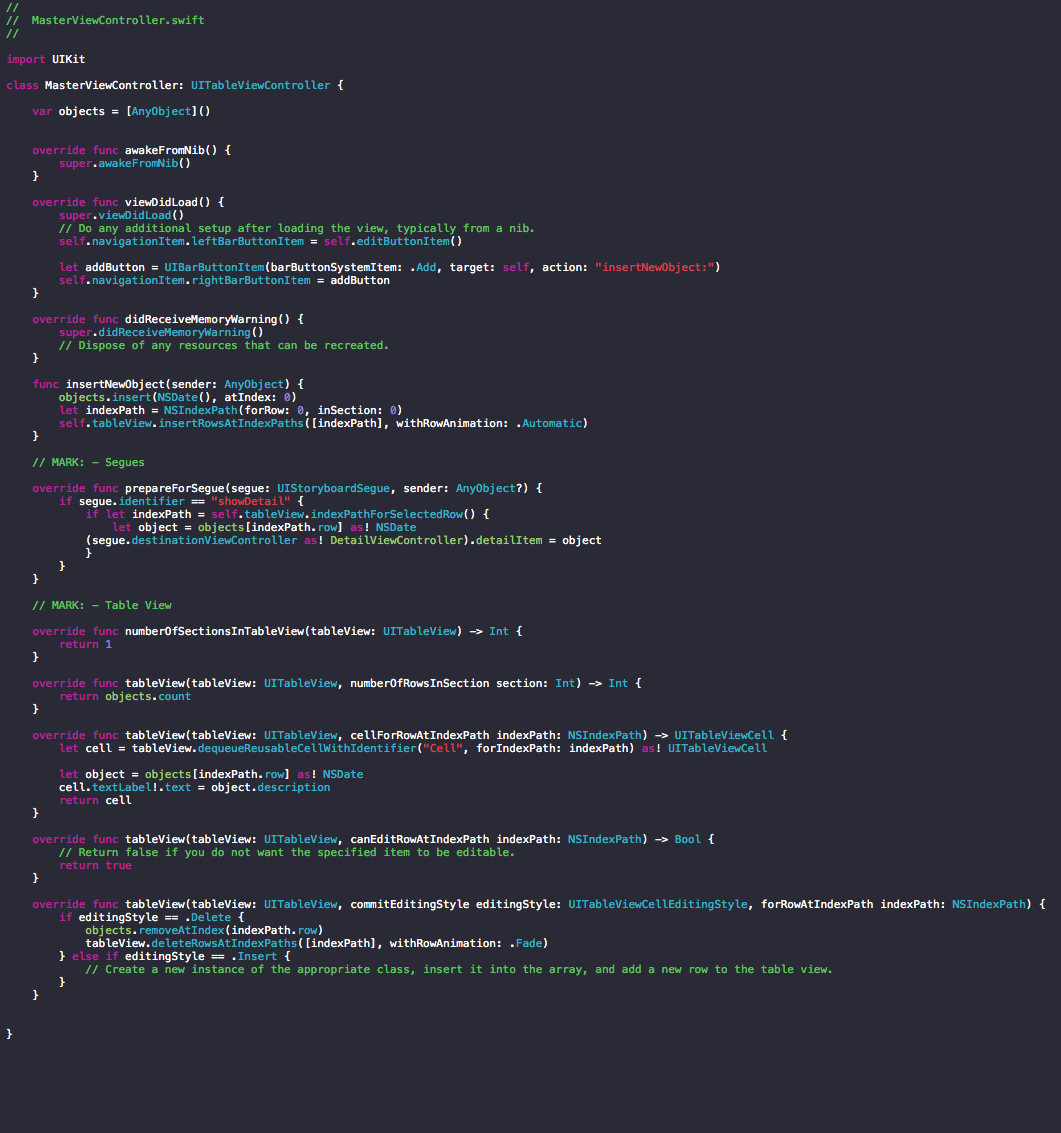 //
//  MasterViewController.swift
//
import UIKit
class MasterViewController: UITableViewController {
    var objects = [AnyObject]()
    override func awakeFromNib() {
        super.awakeFromNib()
    }
    override func viewDidLoad() {
        super.viewDidLoad()
        // Do any additional setup after loading the view, typically from a nib.
        self.navigationItem.leftBarButtonItem = self.editButtonItem()
        let addButton = UIBarButtonItem(barButtonSystemItem: .Add, target: self, action: "insertNewObject:")
        self.navigationItem.rightBarButtonItem = addButton
    }
    override func didReceiveMemoryWarning() {
        super.didReceiveMemoryWarning()
        // Dispose of any resources that can be recreated.
    }
    func insertNewObject(sender: AnyObject) {
        objects.insert(NSDate(), atIndex: 0)
        let indexPath = NSIndexPath(forRow: 0, inSection: 0)
        self.tableView.insertRowsAtIndexPaths([indexPath], withRowAnimation: .Automatic)
    }
    // MARK: - Segues
    override func prepareForSegue(segue: UIStoryboardSegue, sender: AnyObject?) {
        if segue.identifier == "showDetail" {
            if let indexPath = self.tableView.indexPathForSelectedRow() {
                let object = objects[indexPath.row] as! NSDate
            (segue.destinationViewController as! DetailViewController).detailItem = object
            }
        }
    }
    // MARK: - Table View
    override func numberOfSectionsInTableView(tableView: UITableView) -> Int {
        return 1
    }
    override func tableView(tableView: UITableView, numberOfRowsInSection section: Int) -> Int {
        return objects.count
    }
    override func tableView(tableView: UITableView, cellForRowAtIndexPath indexPath: NSIndexPath) -> UITableViewCell {
        let cell = tableView.dequeueReusableCellWithIdentifier("Cell", forIndexPath: indexPath) as! UITableViewCell
        let object = objects[indexPath.row] as! NSDate
        cell.textLabel!.text = object.description
        return cell
    }
    override func tableView(tableView: UITableView, canEditRowAtIndexPath indexPath: NSIndexPath) -> Bool {
        // Return false if you do not want the specified item to be editable.
        return true
    }
    override func tableView(tableView: UITableView, commitEditingStyle editingStyle: UITableViewCellEditingStyle, forRowAtIndexPath indexPath: NSIndexPath) {
        if editingStyle == .Delete {
            objects.removeAtIndex(indexPath.row)
            tableView.deleteRowsAtIndexPaths([indexPath], withRowAnimation: .Fade)
        } else if editingStyle == .Insert {
            // Create a new instance of the appropriate class, insert it into the array, and add a new row to the table view.
        }
    }
}